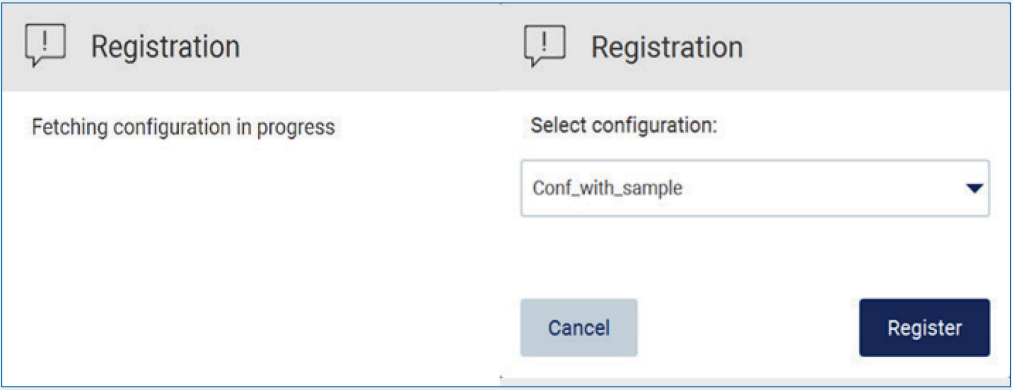 Registration
Fetching configuration in progress
Registration
Select configuration:
Conf_with_sample
Cancel
Register